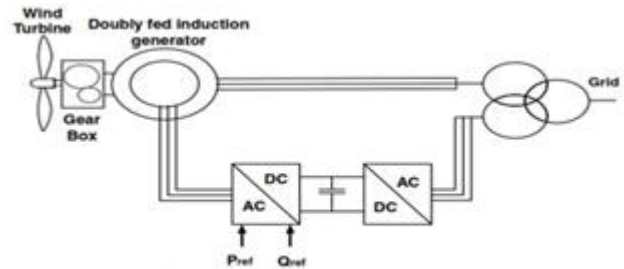 Wind
Turbine
Doubly fed induction
generator
Gear
Box
Grid
DC
AC
AC
DC
Pref
Qref